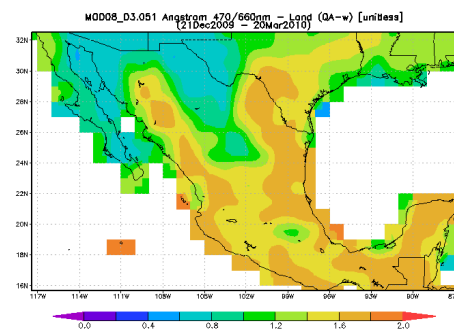 MOD08_D3.051 Angstrom 470/660nm - Land (QA-w) [unitless]
(21Dec2009 - 20Mar2010)
32N
30N
28N
26N
24N
22N
20N
18N
16N
117W 114W 111W 108W 105W 102W 99W 96W 93W 90W 87
0.0 0.4 0.8 1.2 1.6 2.0